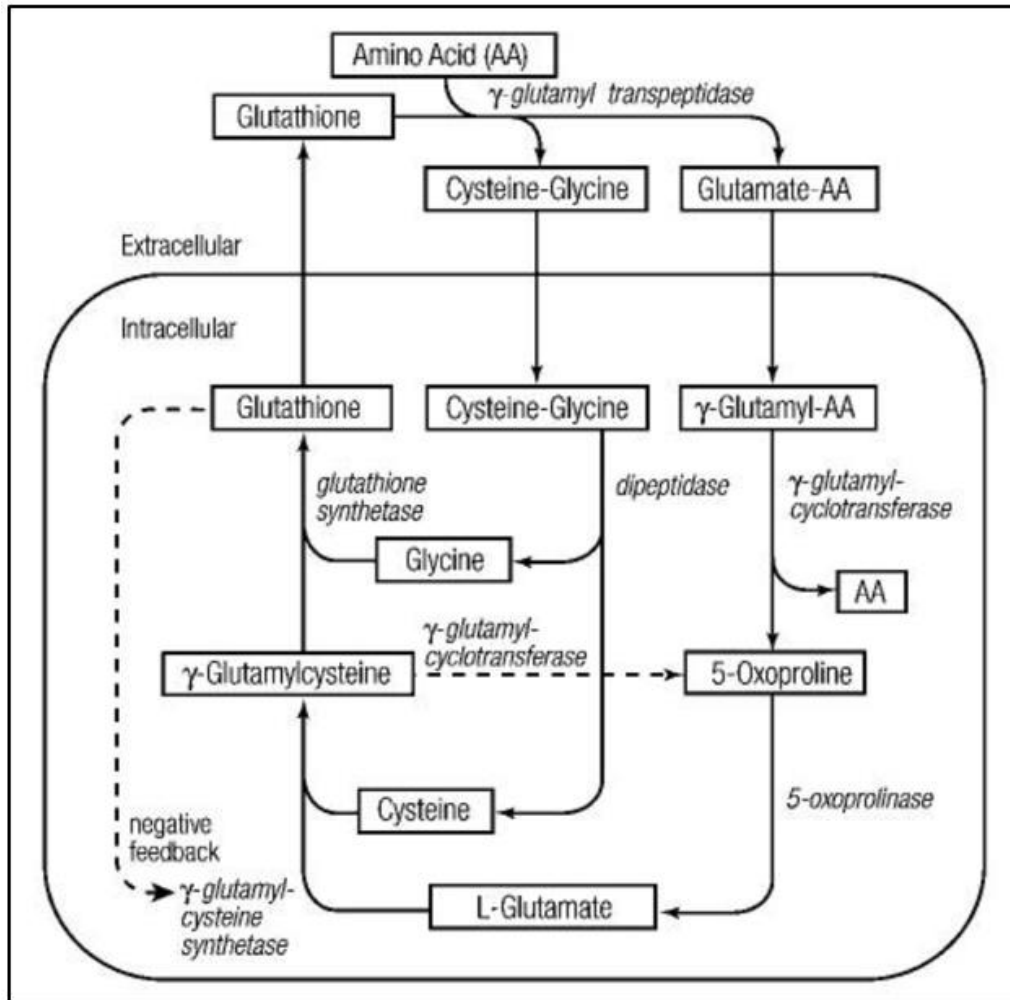 Amino Acid (AA)
γ-glutamyl transpeptidase
Glutathione
Cysteine-Glycine
Glutamate-AA
Extracellular
Intracellular
Glutathione
Cysteine-Glycine
γ-Glutamyl-AA
glutathione
synthetase
dipeptidase
γ-glutamyl-
cyclotransferase
Glycine
AA
γ-glutamyl-
cyclotransferase
γ-Glutamylcysteine
5-Oxoproline
Cysteine
5-oxoprolinase
negative
feedback
γ-glutamyl-
cysteine
synthetase
L-Glutamate